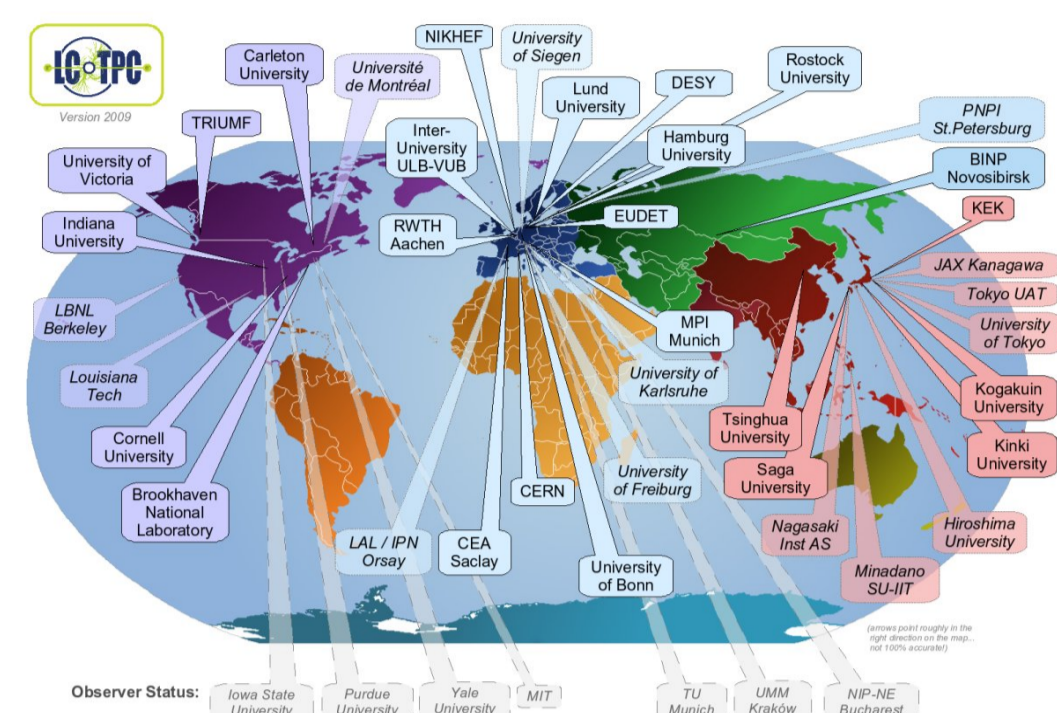 LC TPC
Version 2009
Carleton
University
Université
de Montréal
NIKHEF
University
of Siegen
Lund
University
DESY
Rostock
University
TRIUMF
Inter-
University
ULB-VUB
Hamburg
University
PNPI
St.Petersburg
University of
Victoria
BINP
Novosibirsk
Indiana
University
RWTH
Aachen
EUDET
KEK
JAX Kanagawa
Tokyo UAT
LBNL
Berkeley
MPI
Munich
University
of Tokyo
Louisiana
Tech
University of
Karlsruhe
Kogakuin
University
Tsinghua
University
Cornell
University
Kinki
University
Saga
University
Brookhaven
National
Laboratory
CERN
University
of Freiburg
LAL / IPN
Orsay
CEA
Saclay
Nagasaki
Inst AS
Hiroshima
University
University
of Bonn
Minadano
SU-IIT
(arrows point roughly in the
right direction on the map...
not 100% accurate!)
Observer Status:
Iowa State
University
Purdue
University
Yale
University
MIT
TU
Munich
UMM
Kraków
NIP-NE
Bucharest